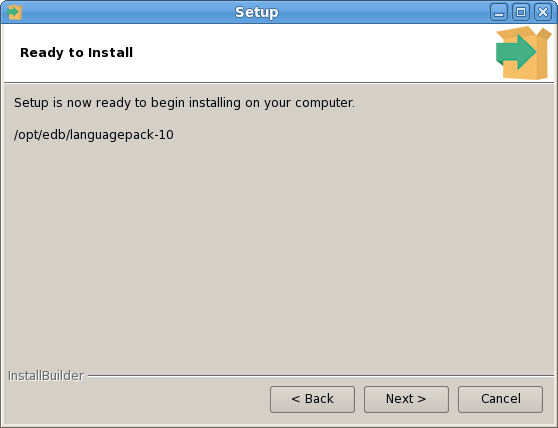 Setup
Ready to Install
Setup is now ready to begin installing on your computer.
/opt/edb/languagepack-10
InstallBuilder
< Back
Next >
Cancel